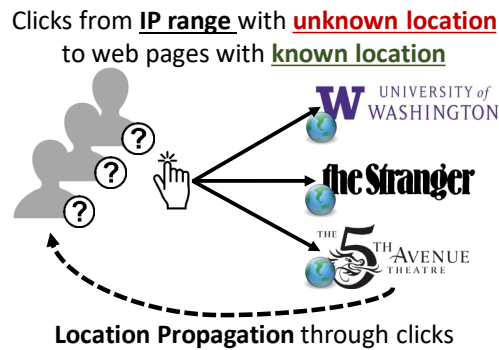 Clicks from IP range with unknown location
to web pages with known location
W UNIVERSITY of
WASHINGTON
?
?
?
the Stranger
THE
5TH AVENUE
THEATRE
Location Propagation through clicks